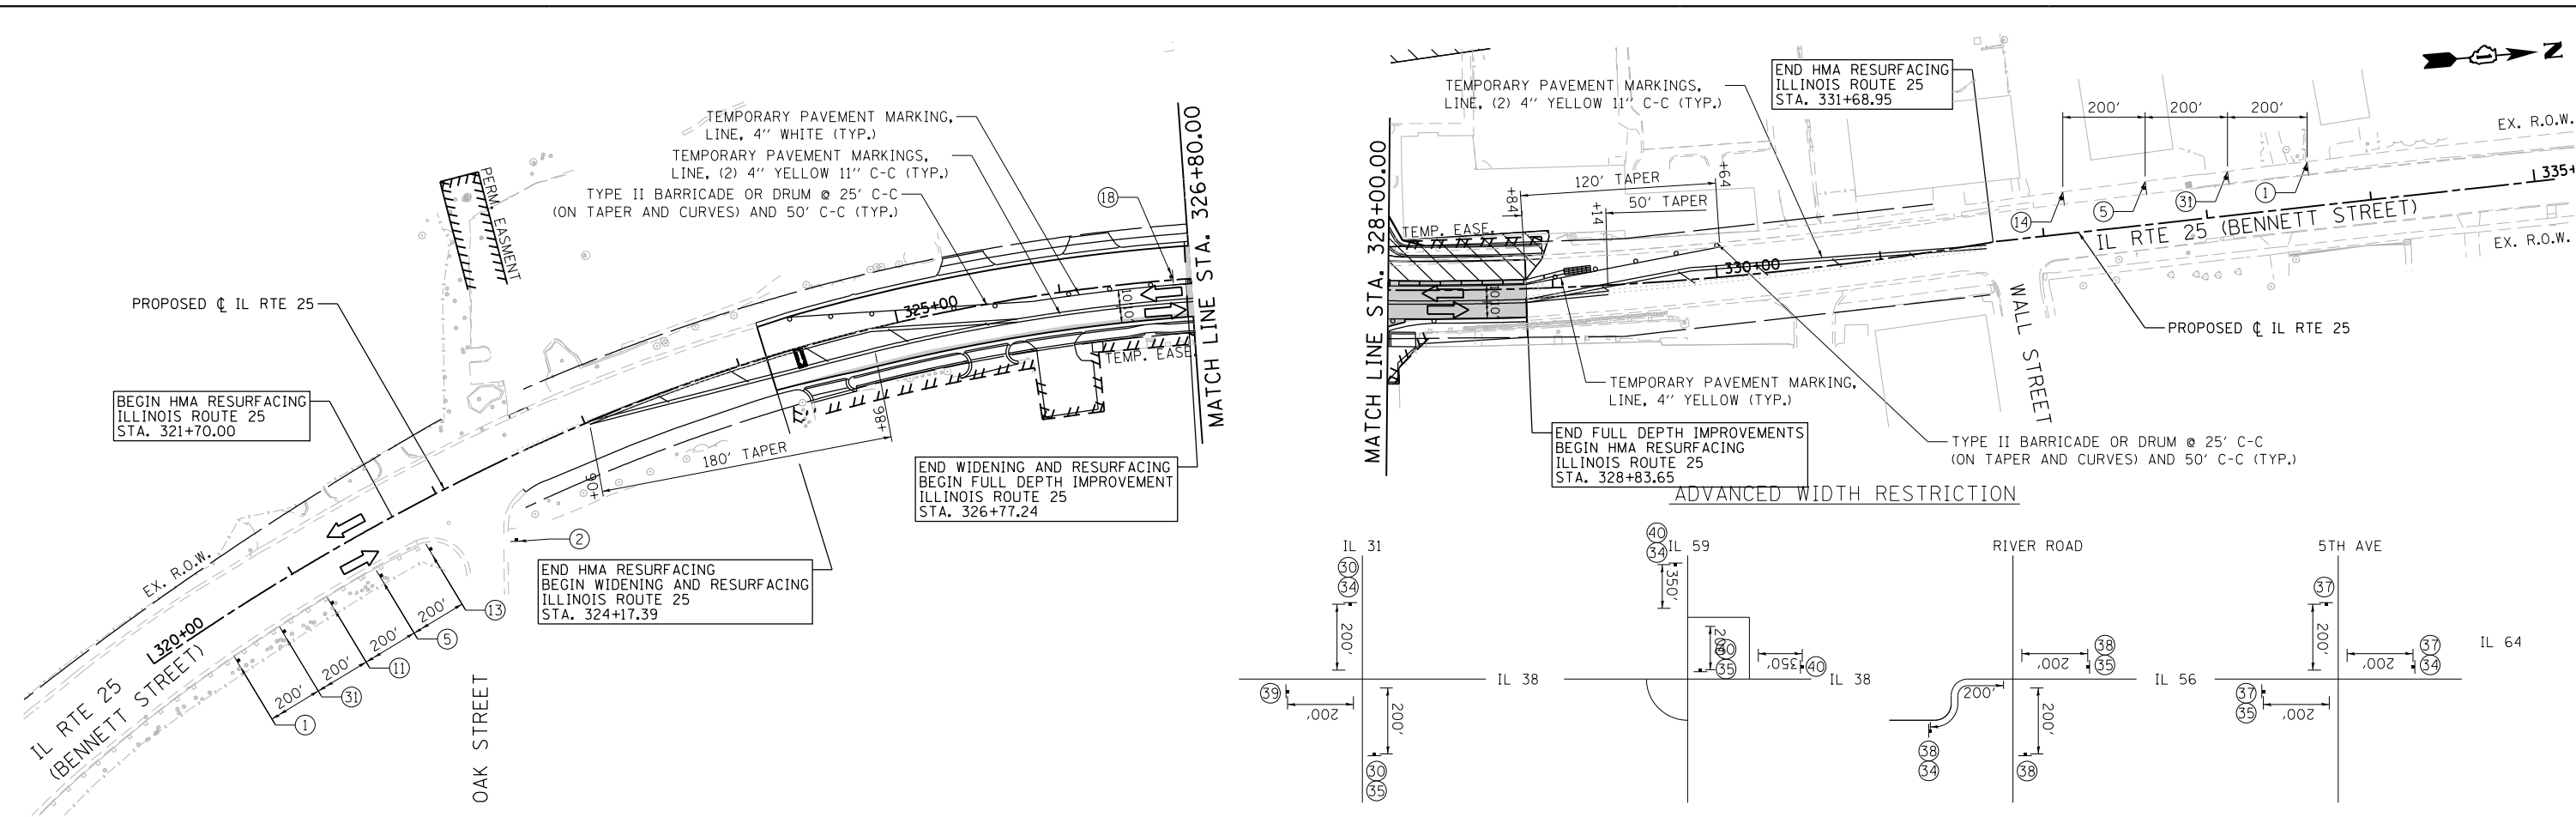 TEMPORARY PAVEMENT MARKING,
LINE, 4'' WHITE (TYP.)
TEMPORARY PAVEMENT MARKINGS,
LINE, (2) 4'' YELLOW 11'' C-C (TYP.)
TYPE II BARRICADE OR DRUM @ 25' C-C
(ON TAPER AND CURVES) AND 50' C-C (TYP.)
PERM. EASMENT
PROPOSED ℄ IL RTE 25
18
MATCH LINE STA. 326+80.00
325+00
10'
10'
TEMP. EASE.
BEGIN HMA RESURFACING
ILLINOIS ROUTE 25
STA. 321+70.00
+98
180' TAPER
+06
END WIDENING AND RESURFACING
BEGIN FULL DEPTH IMPROVEMENT
ILLINOIS ROUTE 25
STA. 326+77.24
2
END HMA RESURFACING
BEGIN WIDENING AND RESURFACING
ILLINOIS ROUTE 25
STA. 324+17.39
EX. R.O.W.
320+00
IL RTE 25
(BENNETT STREET)
200'
200'
200'
200'
13
5
11
31
1
OAK STREET
MATCH LINE STA. 328+00.00
TEMPORARY PAVEMENT MARKINGS,
LINE, (2) 4'' YELLOW 11'' C-C (TYP.)
END HMA RESURFACING
ILLINOIS ROUTE 25
STA. 331+68.95
N
200'
200'
200'
EX. R.O.W.
335+
120' TAPER
+64
50' TAPER
+84
+14
TEMP. EASE.
14
5
31
1
IL RTE 25 (BENNETT STREET)
EX. R.O.W.
330+00
10'
10'
WALL STREET
PROPOSED ℄ IL RTE 25
TEMPORARY PAVEMENT MARKING,
LINE, 4'' YELLOW (TYP.)
TYPE II BARRICADE OR DRUM @ 25' C-C
(ON TAPER AND CURVES) AND 50' C-C (TYP.)
END FULL DEPTH IMPROVEMENTS
BEGIN HMA RESURFACING
ILLINOIS ROUTE 25
STA. 328+83.65
ADVANCED WIDTH RESTRICTION
IL 31
30
34
200'
IL 38
39
200'
200'
30
35
40
34
IL 59
350'
200'
40
35
350'
40
IL 38
RIVER ROAD
38
35
200'
IL 56
200'
200'
38
34
38
5TH AVE
37
200'
37
34
200'
IL 64
37
35
200'